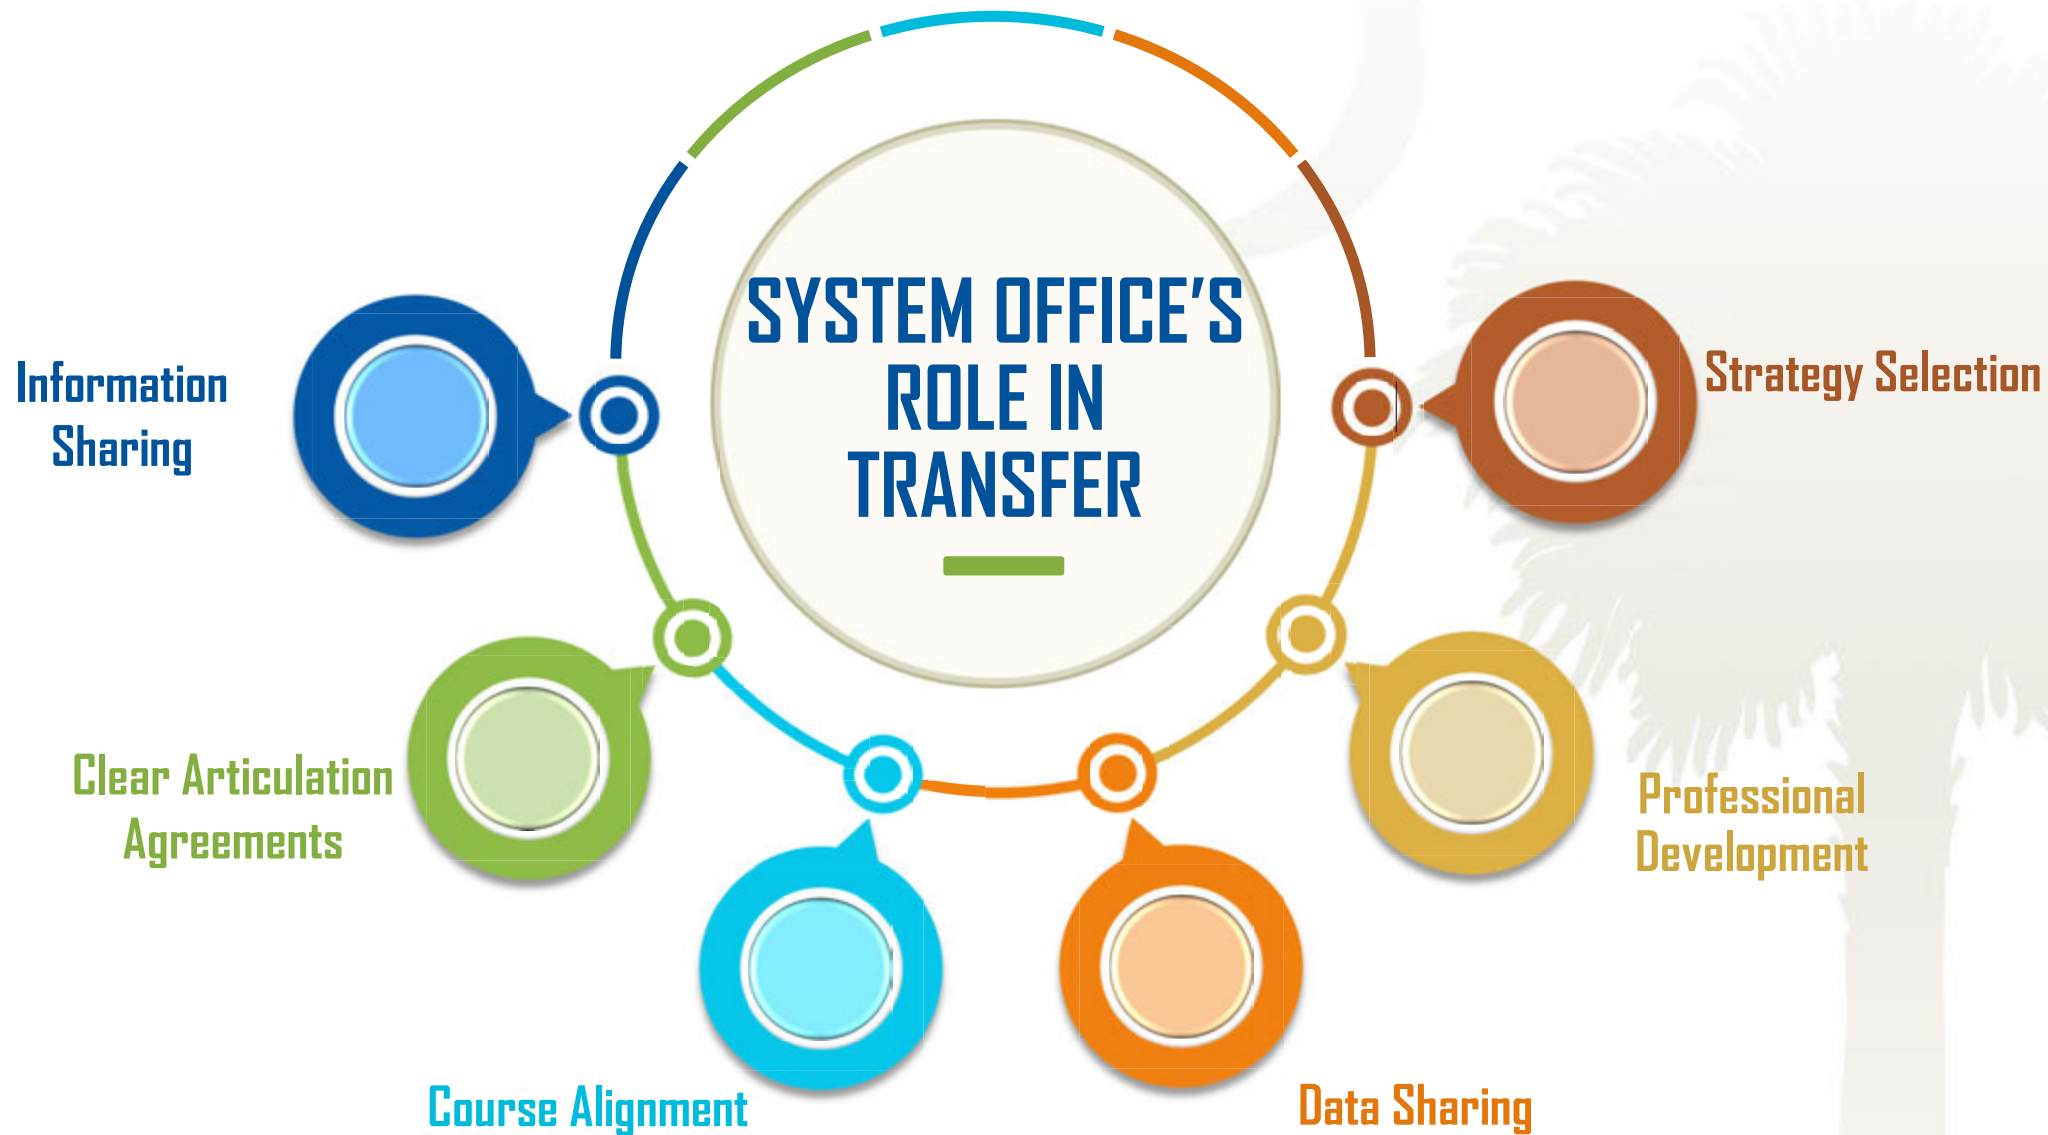 SYSTEM OFFICE’S
ROLE IN
TRANSFER
Information
Sharing
Clear Articulation
Agreements
Course Alignment
Data Sharing
Professional
Development
Strategy Selection